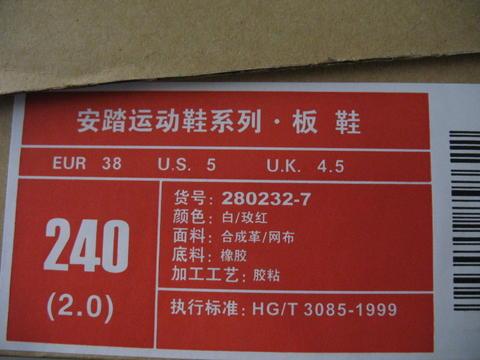 安踏运动鞋系列·板 鞋
EUR 38 U.S. 5 U.K. 4.5
240
(2.0)
货号: 280232-7
颜色: 白/玫红
面料: 合成革/网布
底料: 橡胶
加工工艺: 胶粘
执行标准: HG/T 3085-1999